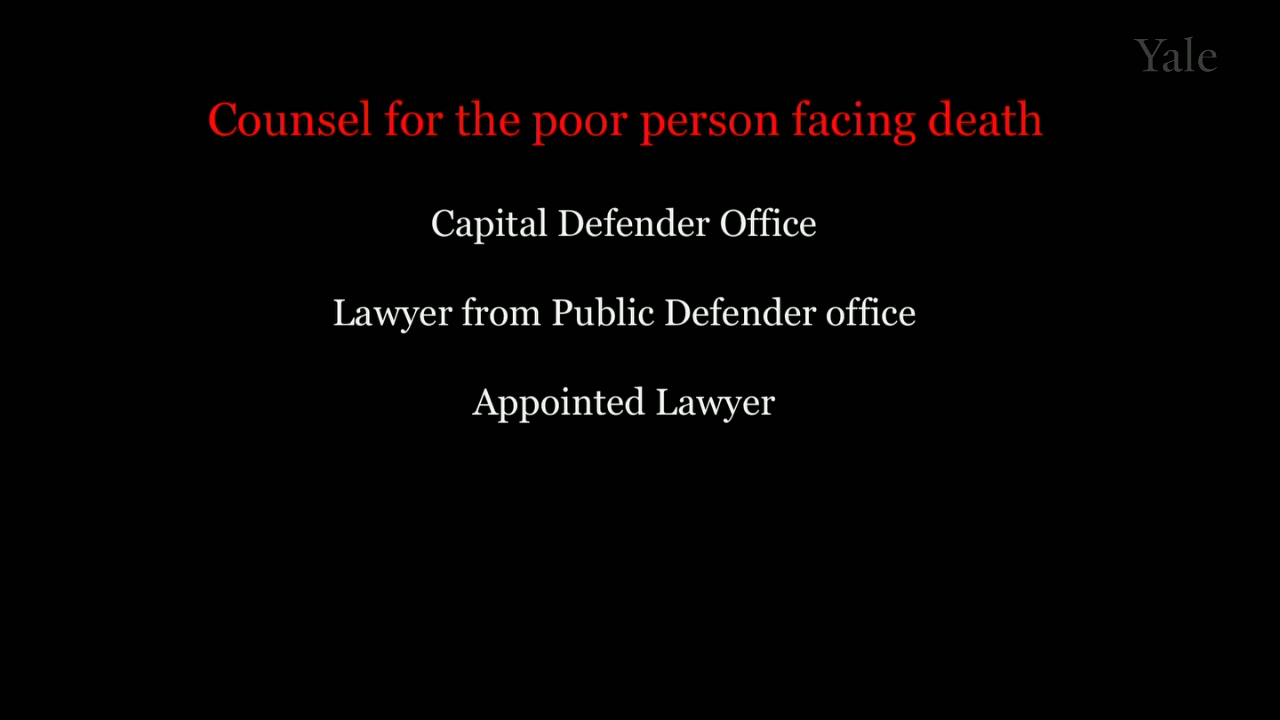 Yale
Counsel for the poor person facing death
Capital Defender Office
Lawyer from Public Defender office
Appointed Lawyer